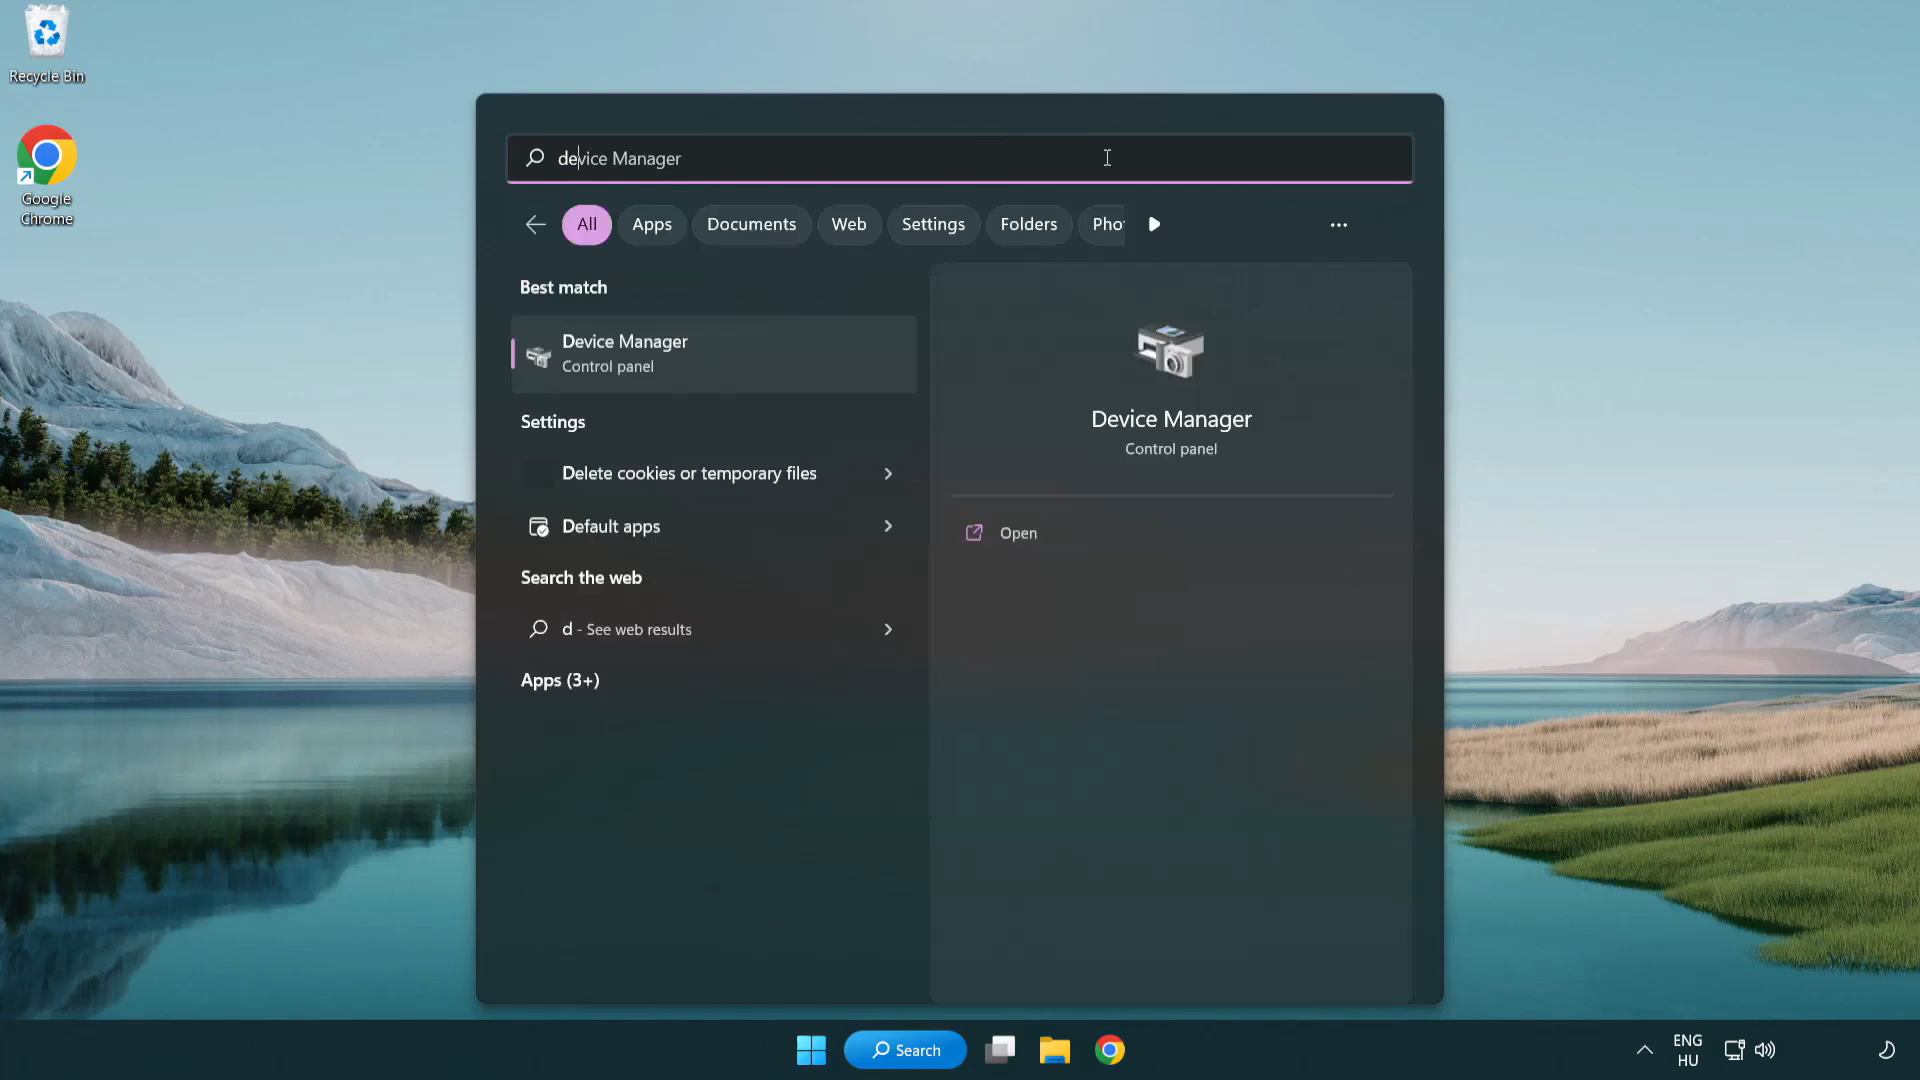 Recycle Bin
Google
Chrome
device Manager
All
Apps
Documents
Web
Settings
Folders
Phot
Best match
Device Manager
Control panel
Settings
Delete cookies or temporary files
Default apps
Search the web
d - See web results
Apps (3+)
Device Manager
Control panel
Open
Search
ENG
HU